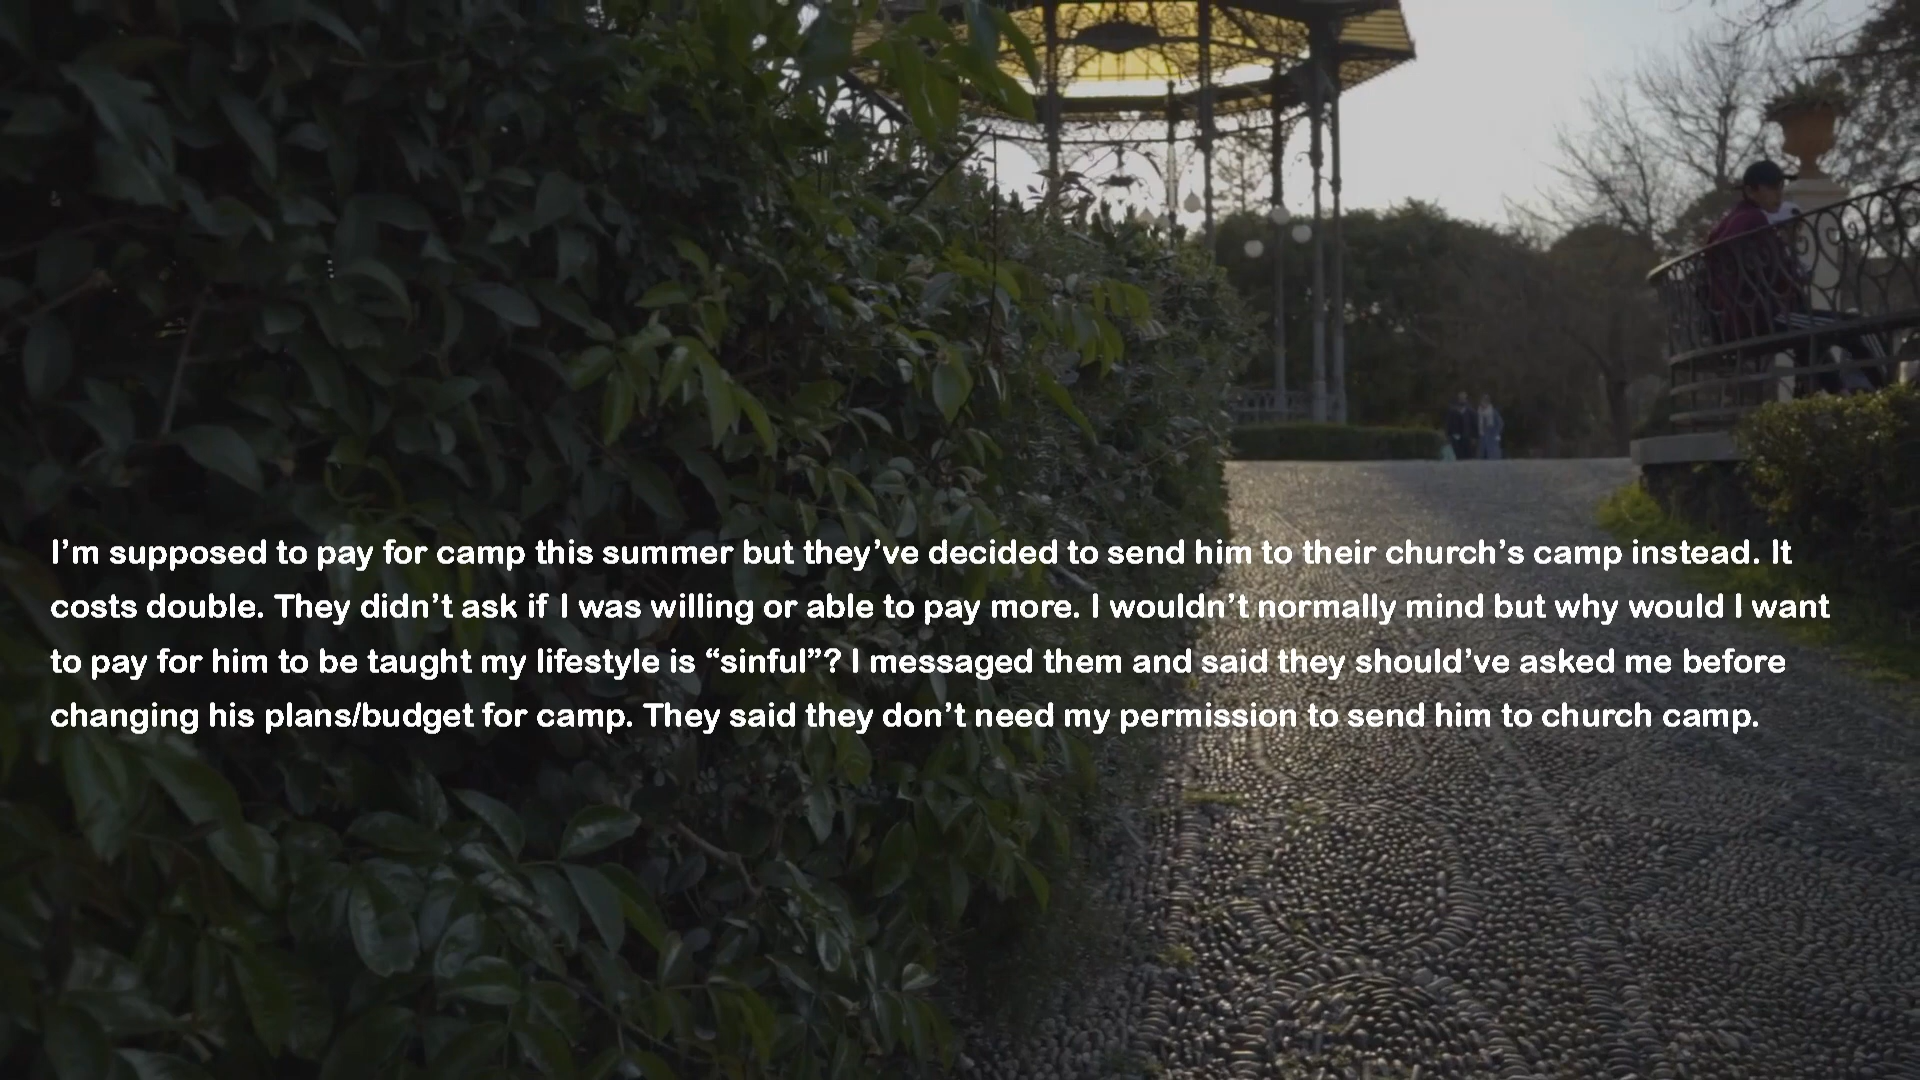 I’m supposed to pay for camp this summer but they’ve decided to send him to their church’s camp instead. It
costs double. They didn’t ask if I was willing or able to pay more. I wouldn’t normally mind but why would I want
to pay for him to be taught my lifestyle is “sinful”? I messaged them and said they should’ve asked me before
changing his plans/budget for camp. They said they don’t need my permission to send him to church camp.